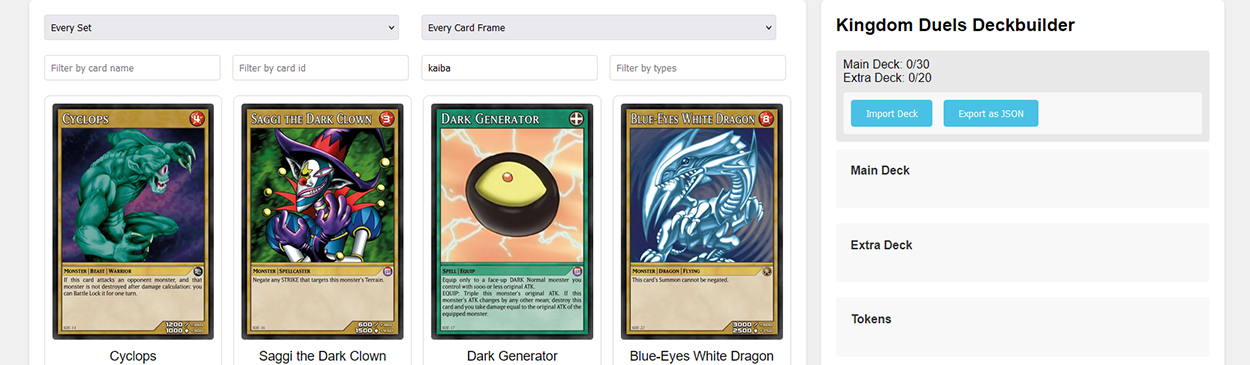 Every Set
Every Card Frame
Filter by card name
Filter by card id
kaiba
Filter by types
Cyclops
4
Monster | Beast | Warrior
If this card attacks an opponent monster, and that
monster is not destroyed after damage calculation: you
can Battle Lock it for one turn.
1200
1000
Cyclops
Saggi the Dark Clown
3
Monster | Spellcaster
Negate any STRIKE that targets this monster's Terrain.
600
1500
Saggi the Dark Clown
Dark Generator
Spell | Equip
Equip only to a face-up DARK Normal monster you
control with 1000 or less original ATK.
EQUIP: Triple this monster's original ATK. If this
monster's ATK changes by any other mean; destroy this
card and you take damage equal to the original ATK of the
equipped monster.
Dark Generator
Blue-Eyes White Dragon
8
Monster | Dragon | Flying
This card's Summon cannot be negated.
3000
2500
Blue-Eyes White Dragon
Kingdom Duels Deckbuilder
Main Deck: 0/30
Extra Deck: 0/20
Import Deck
Export as JSON
Main Deck
Extra Deck
Tokens